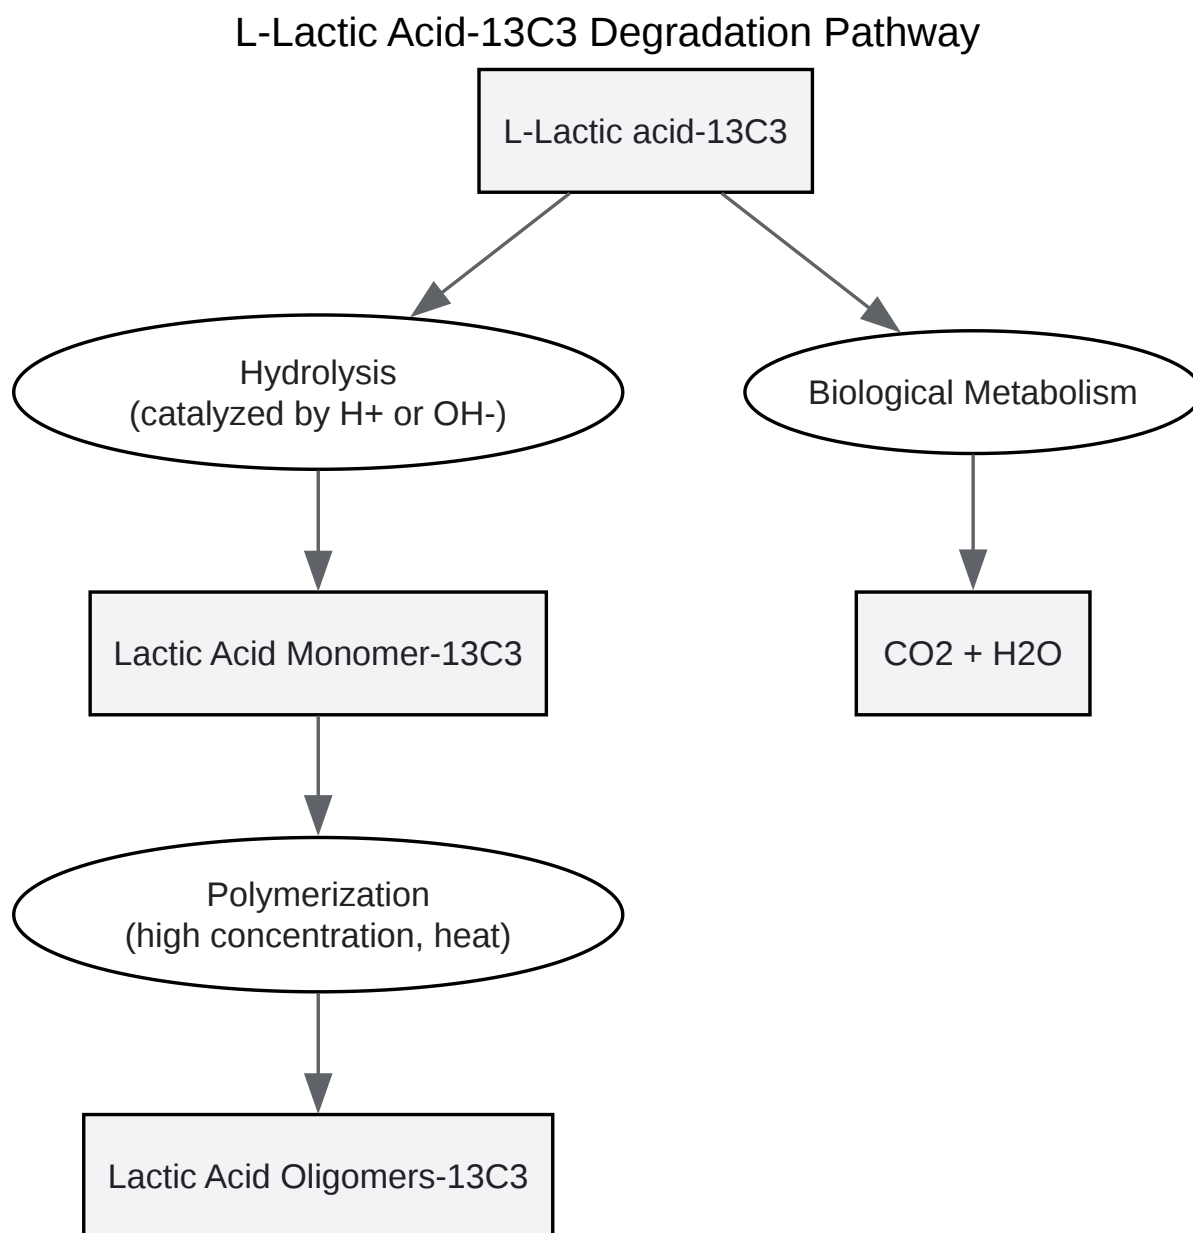 L-Lactic Acid-13C3 Degradation Pathway
L-Lactic acid-13C3
Hydrolysis
(catalyzed by H+ or OH-)
Biological Metabolism
Lactic Acid Monomer-13C3
CO2 + H2O
Polymerization
(high concentration, heat)
Lactic Acid Oligomers-13C3